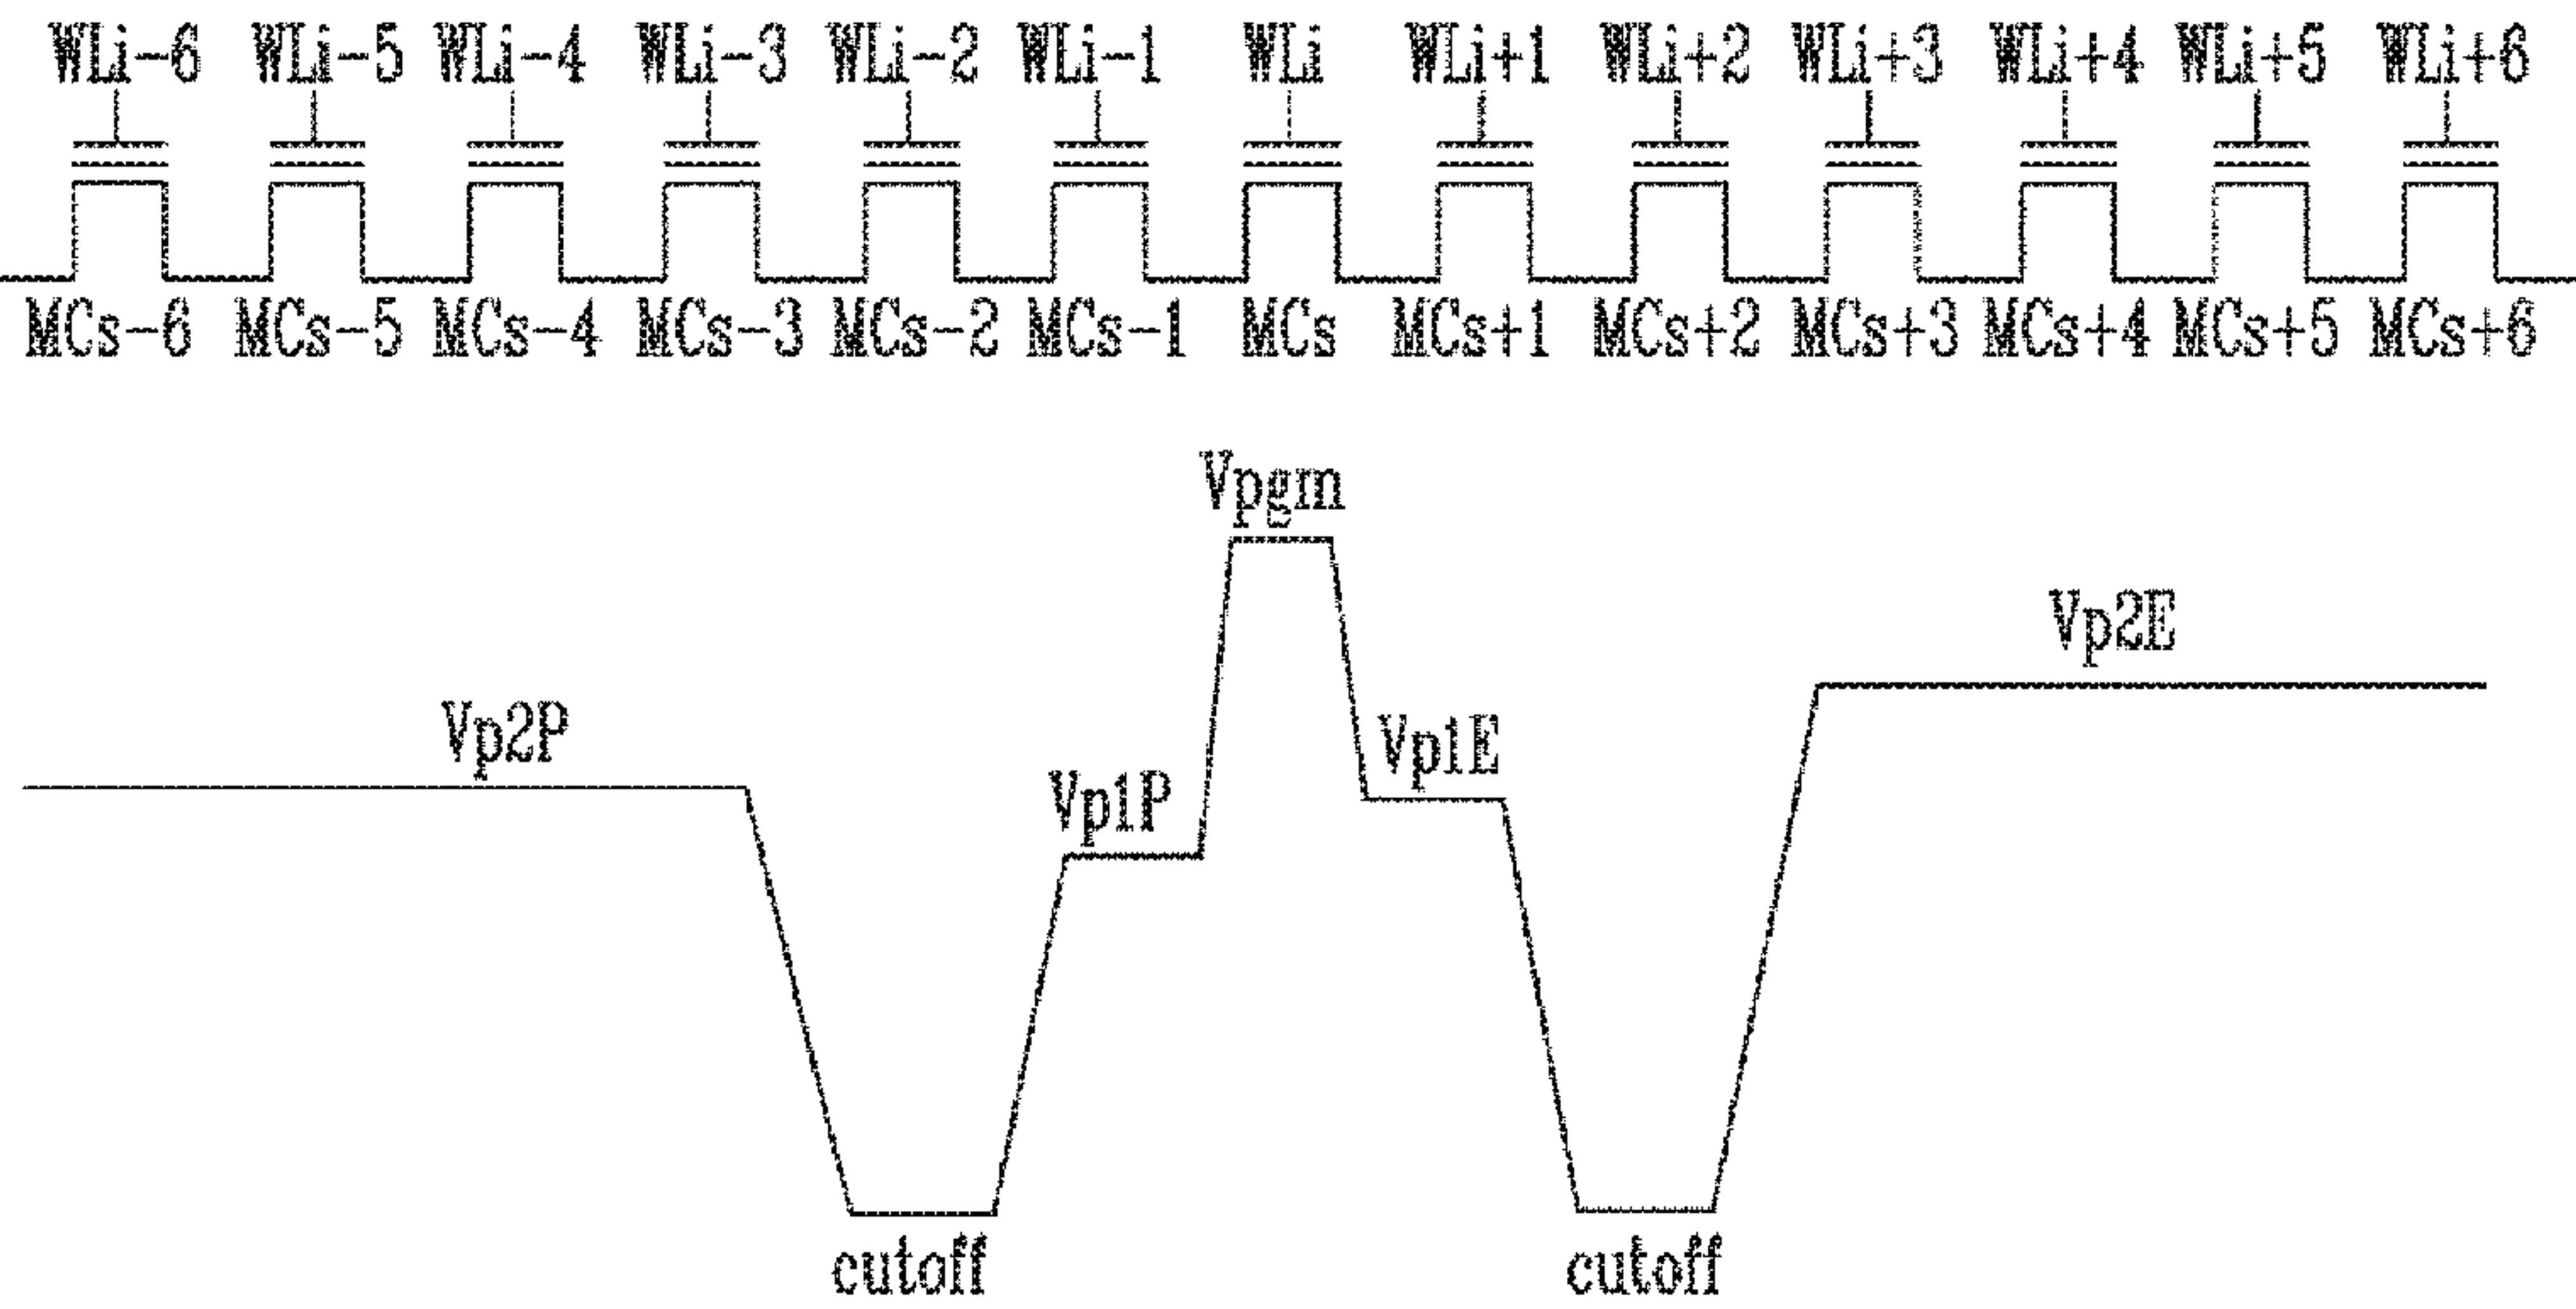 WLi-6 WLi-5 WLi-4 WLi-3 WLi-2 WLi-1 WLi WLi+1 WLi+2 WLi+3 WLi+4 WLi+5 WLi+6
MCs-6 MCs-5 MCs-4 MCs-3 MCs-2 MCs-1 MCs MCs+1 MCs+2 MCs+3 MCs+4 MCs+5 MCs+6
Vpgm
Vp2E
Vp2P
Vp1E
Vp1P
cutoff cutoff